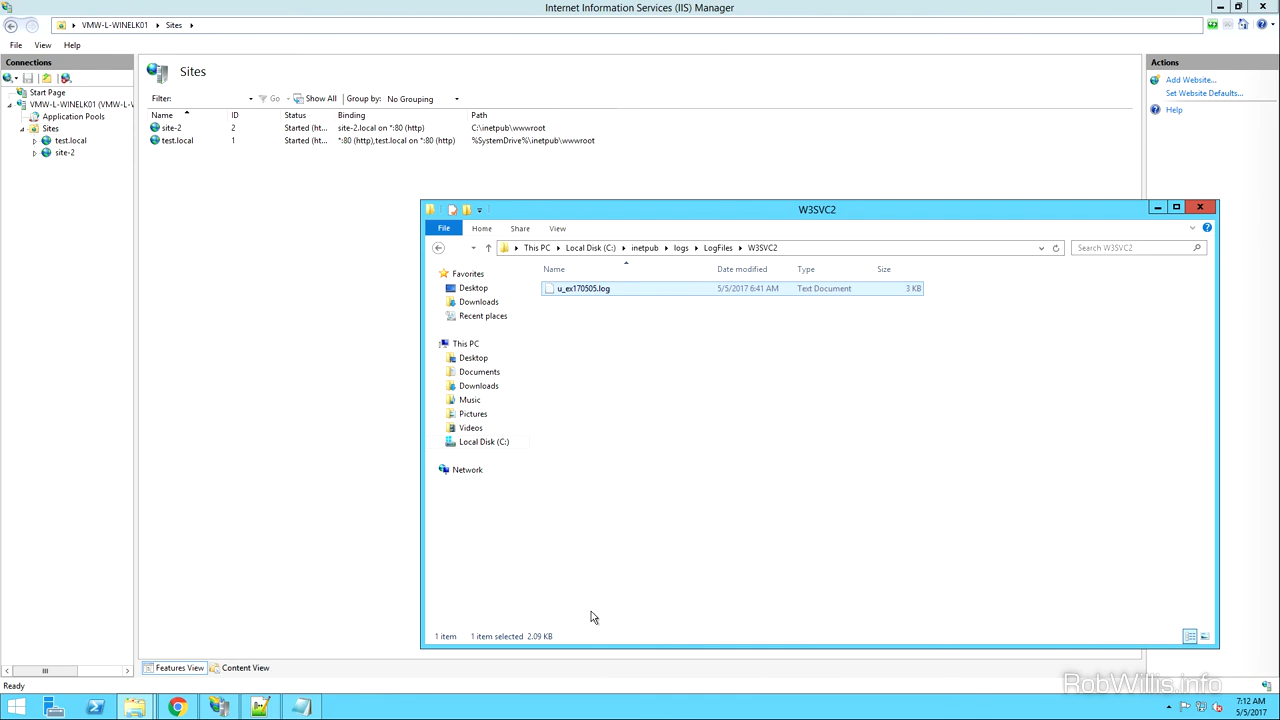 Internet Information Services (IIS) Manager
VMW-L-WINELK01 Sites
File View Help
Connections
Start Page
VMW-L-WINELK01 (VMW-L-V
Application Pools
Sites
test.local
site-2
Sites
Filter: Go Show All Group by: No Grouping
Name ID Status Binding Path
site-2 2 Started (ht... site-2.local on *:80 (http) C:\inetpub\wwwroot
test.local 1 Started (ht... *:80 (http),test.local on *:80 (http) %SystemDrive%\inetpub\wwwroot
Actions
Add Website...
Set Website Defaults...
Help
W3SVC2
File Home Share View
This PC Local Disk (C:) inetpub logs LogFiles W3SVC2 Search W3SVC2
Name Date modified Type Size
u_ex170505.log 5/5/2017 6:41 AM Text Document 3 KB
Favorites
Desktop
Downloads
Recent places
This PC
Desktop
Documents
Downloads
Music
Pictures
Videos
Local Disk (C:)
Network
1 item 1 item selected 2.09 KB
Features View Content View
Ready
RobWillis.info
7:12 AM
5/5/2017